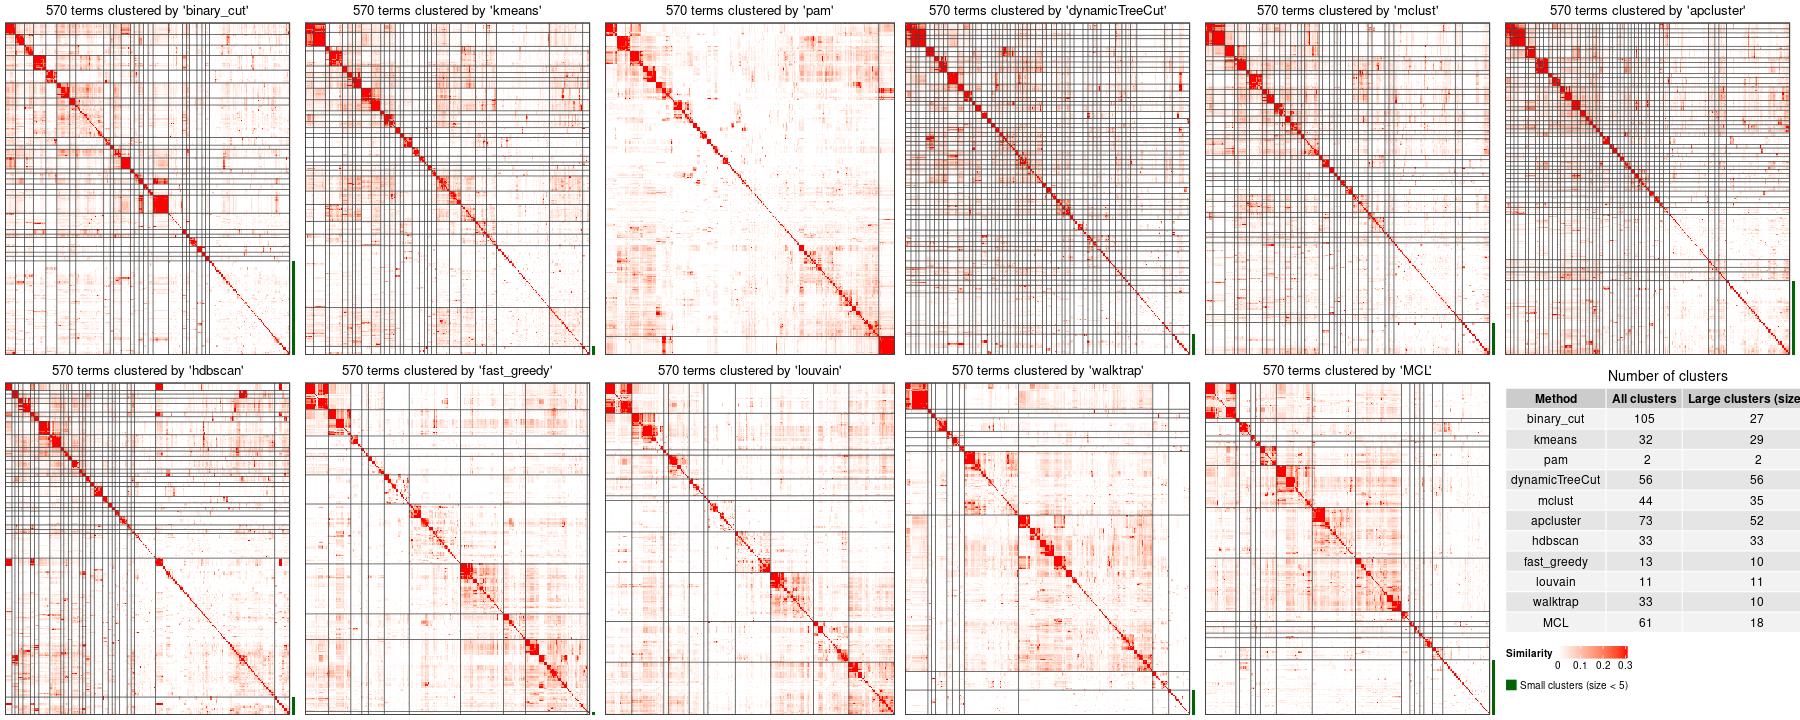 570 terms clustered by 'binary_cut'
570 terms clustered by 'kmeans'
570 terms clustered by 'pam'
570 terms clustered by 'dynamicTreeCut'
570 terms clustered by 'mclust'
570 terms clustered by 'apcluster'
570 terms clustered by 'hdbscan'
570 terms clustered by 'fast_greedy'
570 terms clustered by 'louvain'
570 terms clustered by 'walktrap'
570 terms clustered by 'MCL'
Number of clusters
Method All clusters Large clusters (size
binary_cut 105 27
kmeans 32 29
pam 2 2
dynamicTreeCut 56 56
mclust 44 35
apcluster 73 52
hdbscan 33 33
fast_greedy 13 10
louvain 11 11
walktrap 33 10
MCL 61 18
Similarity
0 0.1 0.2 0.3
Small clusters (size < 5)